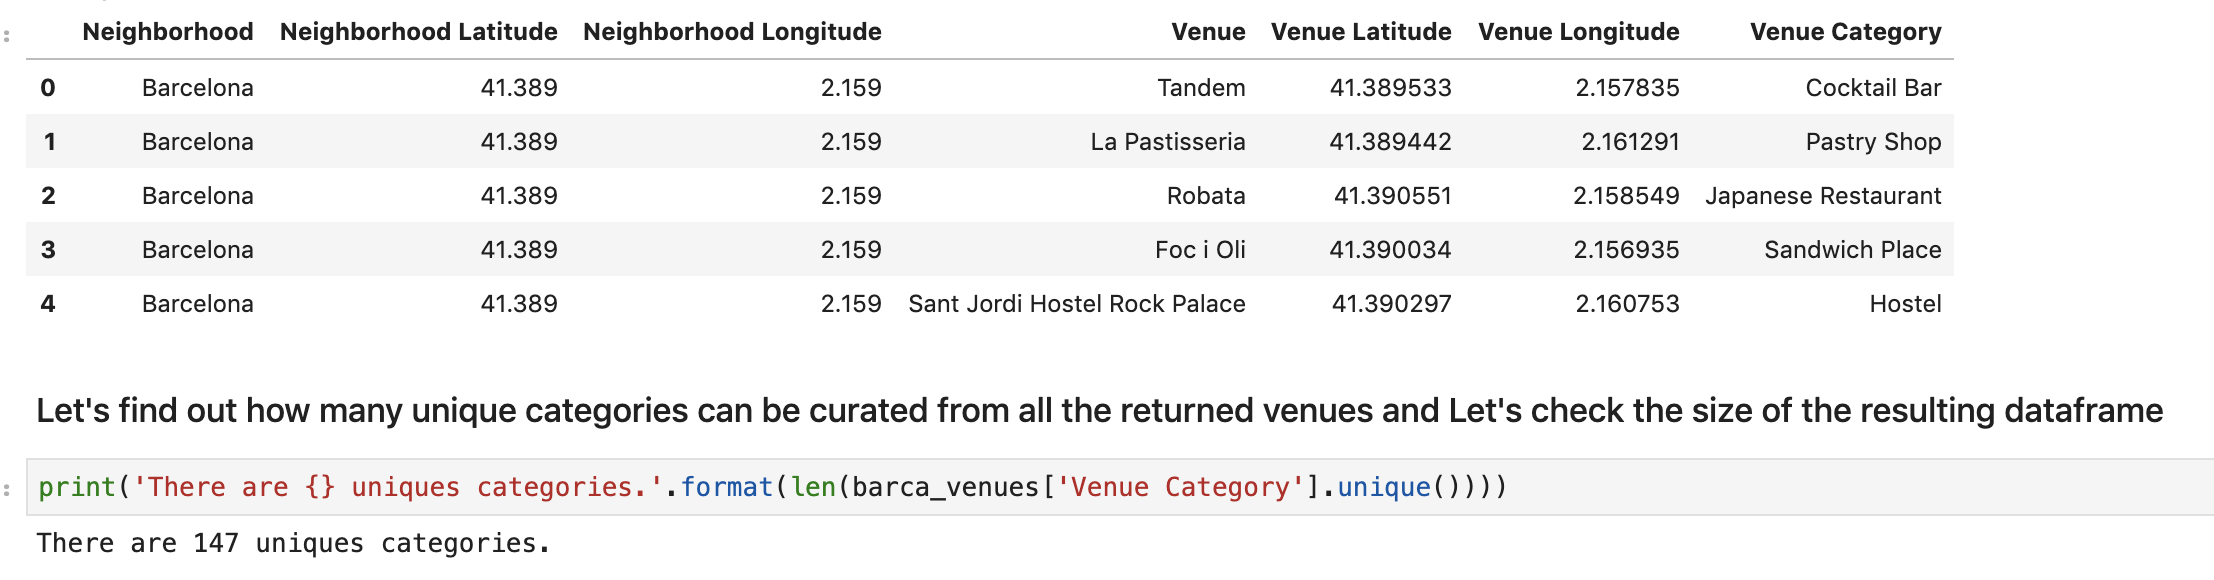 Neighborhood Neighborhood Latitude Neighborhood Longitude Venue Venue Latitude Venue Longitude Venue Category
0 Barcelona 41.389 2.159 Tandem 41.389533 2.157835 Cocktail Bar
1 Barcelona 41.389 2.159 La Pastisseria 41.389442 2.161291 Pastry Shop
2 Barcelona 41.389 2.159 Robata 41.390551 2.158549 Japanese Restaurant
3 Barcelona 41.389 2.159 Foc i Oli 41.390034 2.156935 Sandwich Place
4 Barcelona 41.389 2.159 Sant Jordi Hostel Rock Palace 41.390297 2.160753 Hostel
Let's find out how many unique categories can be curated from all the returned venues and Let's check the size of the resulting dataframe
print('There are {} uniques categories.'.format(len(barca_venues['Venue Category'].unique())))
There are 147 uniques categories.